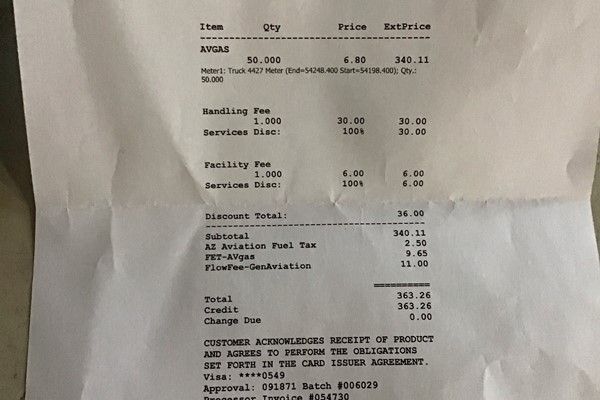 Item Qty Price ExtPrice
AVGAS
50.000 6.80 340.11
Meter1: Truck 4427 Meter (End=54248.400 Start=54198.400); Qty.:
50.000
Handling Fee
1.000 30.00 30.00
Services Disc: 100% 30.00
Facility Fee
1.000 6.00 6.00
Services Disc: 100% 6.00
Discount Total: 36.00
Subtotal 340.11
AZ Aviation Fuel Tax 2.50
FET-AVgas 9.65
FlowFee-GenAviation 11.00
Total 363.26
Credit 363.26
Change Due 0.00
CUSTOMER ACKNOWLEDGES RECEIPT OF PRODUCT
AND AGREES TO PERFORM THE OBLIGATIONS
SET FORTH IN THE CARD ISSUER AGREEMENT.
Visa: ****0549
Approval: 091871 Batch #006029
Processor Invoice #054730